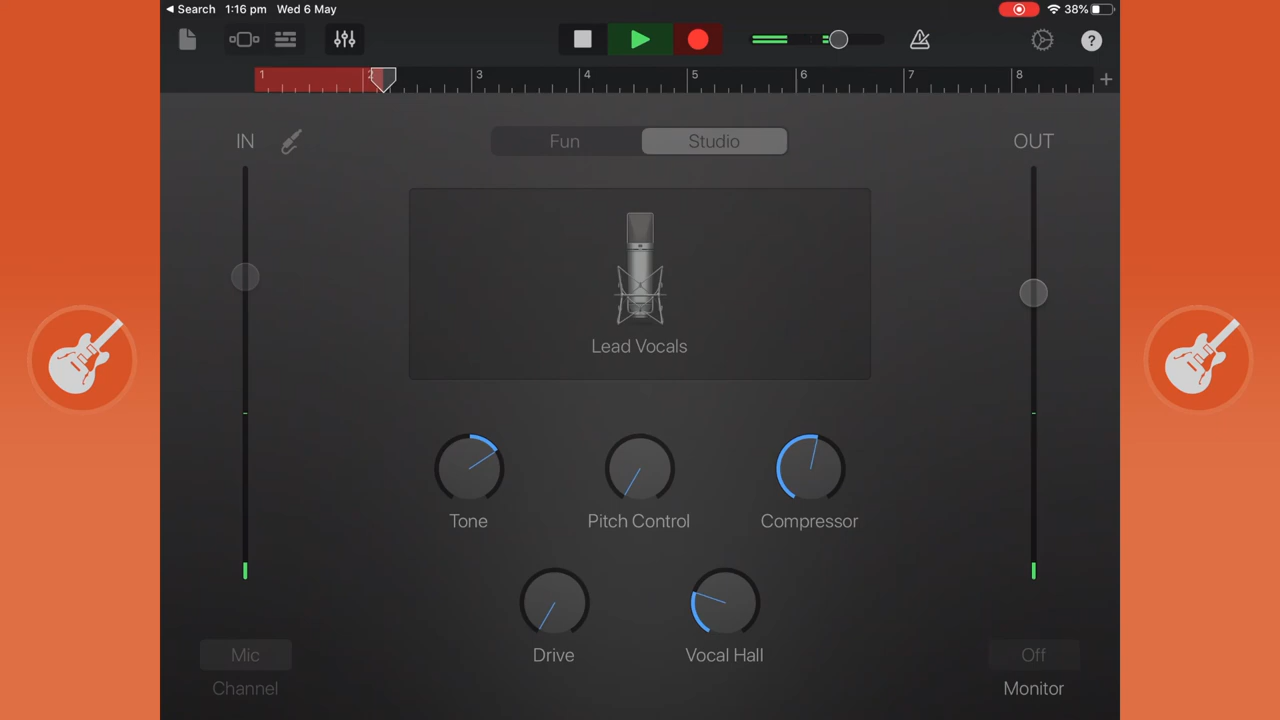 Search 1:16 pm Wed 6 May 38%
?
1 2 3 4 5 6 7 8 +
IN Fun Studio OUT
Lead Vocals
Tone Pitch Control Compressor
Drive Vocal Hall
Mic Off
Channel Monitor